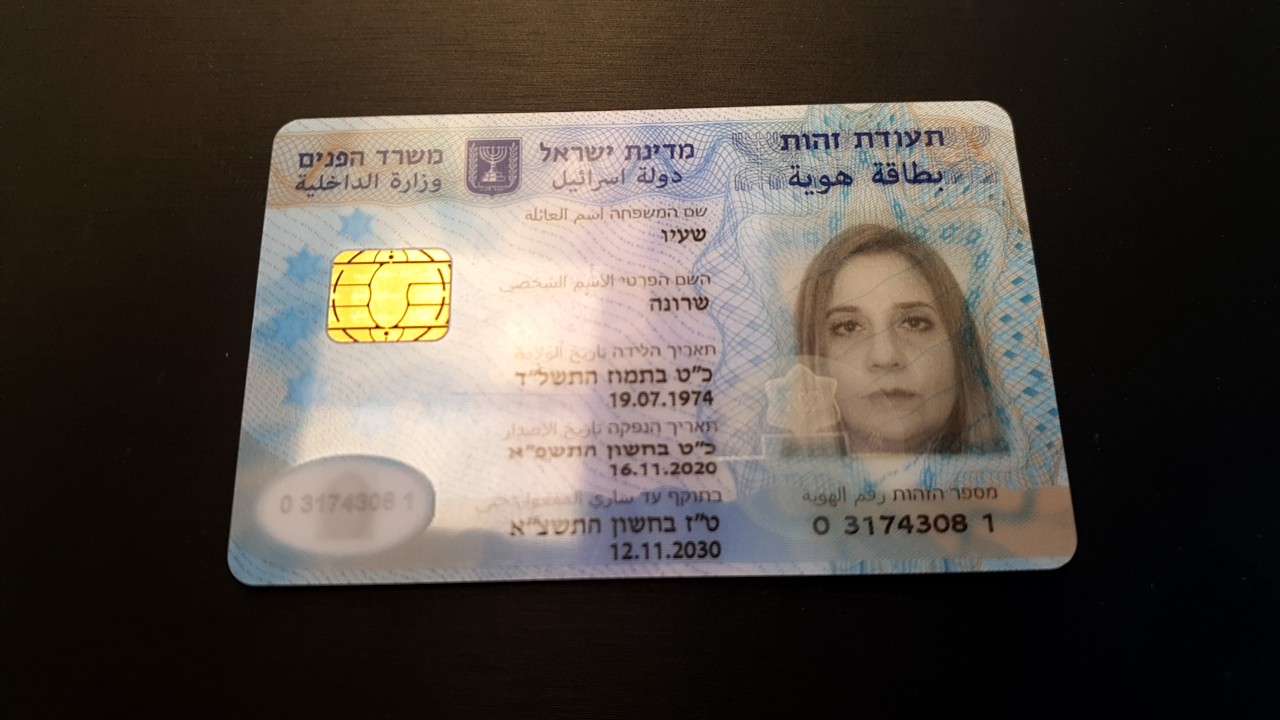 תעודת זהות
بطاقة هوية
מדינת ישראל
دولة اسرائيل
משרד הפנים
وزارة الداخلية
שם המשפחה اسم العائلة
שעיו
השם הפרטי الاسم الشخصي
שרונה
תאריך הלידה تاريخ الولادة
כ"ט בתמוז התשל"ד
19.07.1974
תאריך הנפקה تاريخ الاصدار
כ"ט בחשון התשפ"א
16.11.2020
בתוקף עד ساري المفعول حتى
ט"ז בחשון התשצ"א
12.11.2030
מספר הזהות رقم الهوية
0 3174308 1
0 3174308 1